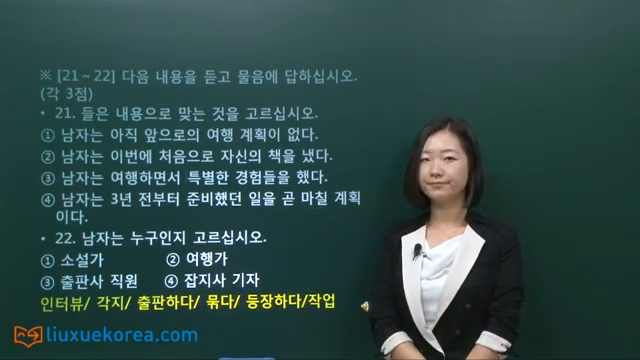 ※ [21~22] 다음 내용을 듣고 물음에 답하십시오.
(각 3점)
• 21. 들은 내용으로 맞는 것을 고르십시오.
① 남자는 아직 앞으로의 여행 계획이 없다.
② 남자는 이번에 처음으로 자신의 책을 냈다.
③ 남자는 여행하면서 특별한 경험들을 했다.
④ 남자는 3년 전부터 준비했던 일을 곧 마칠 계획
이다.
• 22. 남자는 누구인지 고르십시오.
① 소설가 ② 여행가
③ 출판사 직원 ④ 잡지사 기자
인터뷰/ 각지/ 출판하다/ 묶다/ 등장하다/작업
liuxuekorea.com